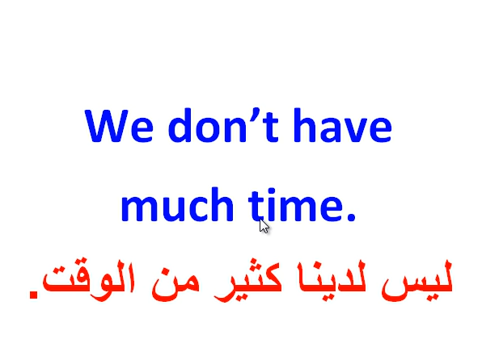 We don’t have
much time.
ليس لدينا كثير من الوقت.